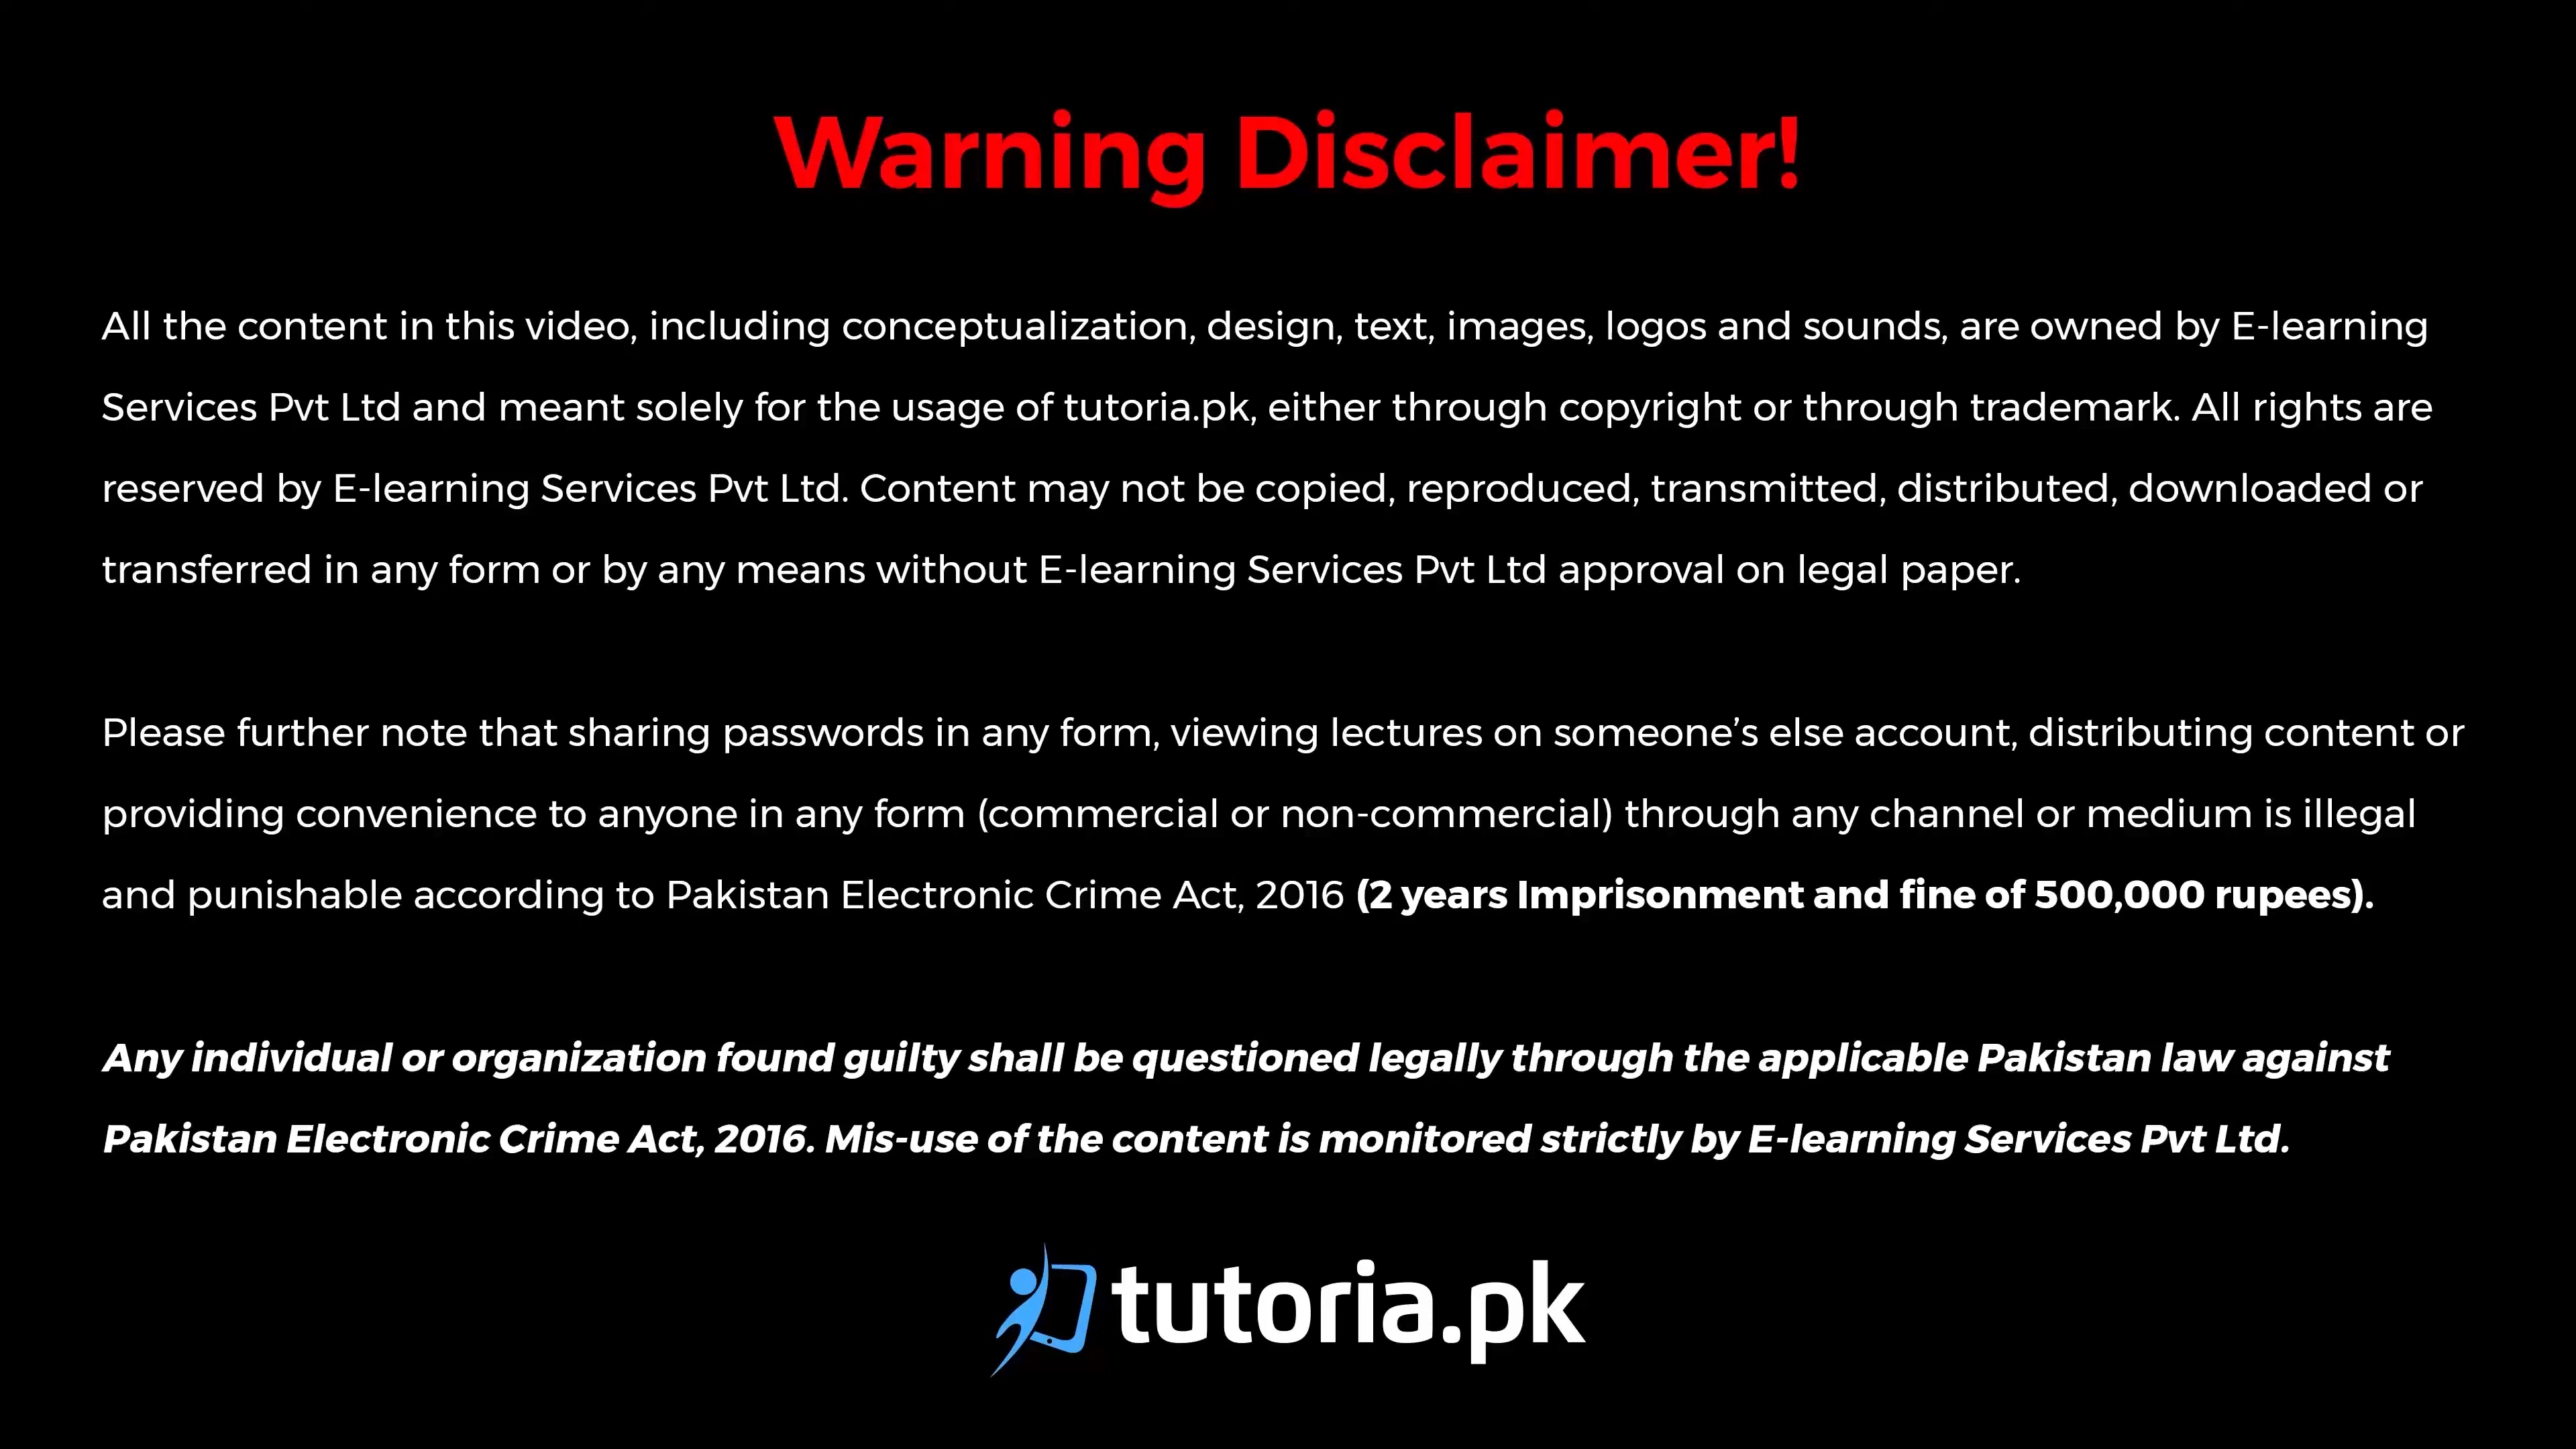 Warning Disclaimer!
All the content in this video, including conceptualization, design, text, images, logos and sounds, are owned by E-learning
Services Pvt Ltd and meant solely for the usage of tutoria.pk, either through copyright or through trademark. All rights are
reserved by E-learning Services Pvt Ltd. Content may not be copied, reproduced, transmitted, distributed, downloaded or
transferred in any form or by any means without E-learning Services Pvt Ltd approval on legal paper.
Please further note that sharing passwords in any form, viewing lectures on someone’s else account, distributing content or
providing convenience to anyone in any form (commercial or non-commercial) through any channel or medium is illegal
and punishable according to Pakistan Electronic Crime Act, 2016 (2 years Imprisonment and fine of 500,000 rupees).
Any individual or organization found guilty shall be questioned legally through the applicable Pakistan law against
Pakistan Electronic Crime Act, 2016. Mis-use of the content is monitored strictly by E-learning Services Pvt Ltd.
tutoria.pk